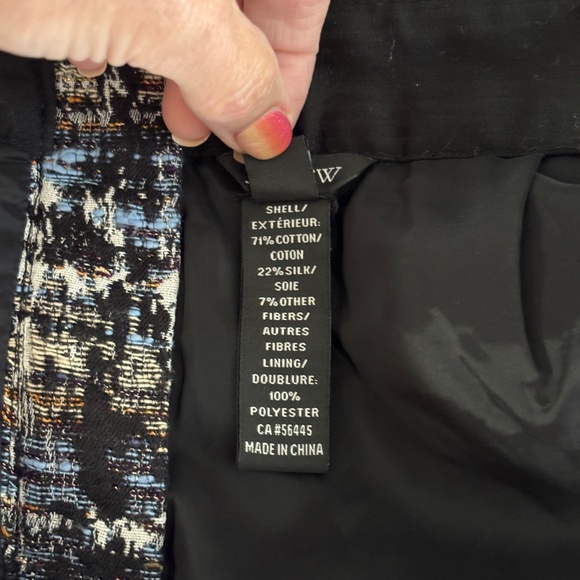 W
SHELL/
EXTÉRIEUR:
71% COTTON/
COTON
22% SILK/
SOIE
7% OTHER
FIBERS/
AUTRES
FIBRES
LINING/
DOUBLURE:
100%
POLYESTER
CA #56445
MADE IN CHINA